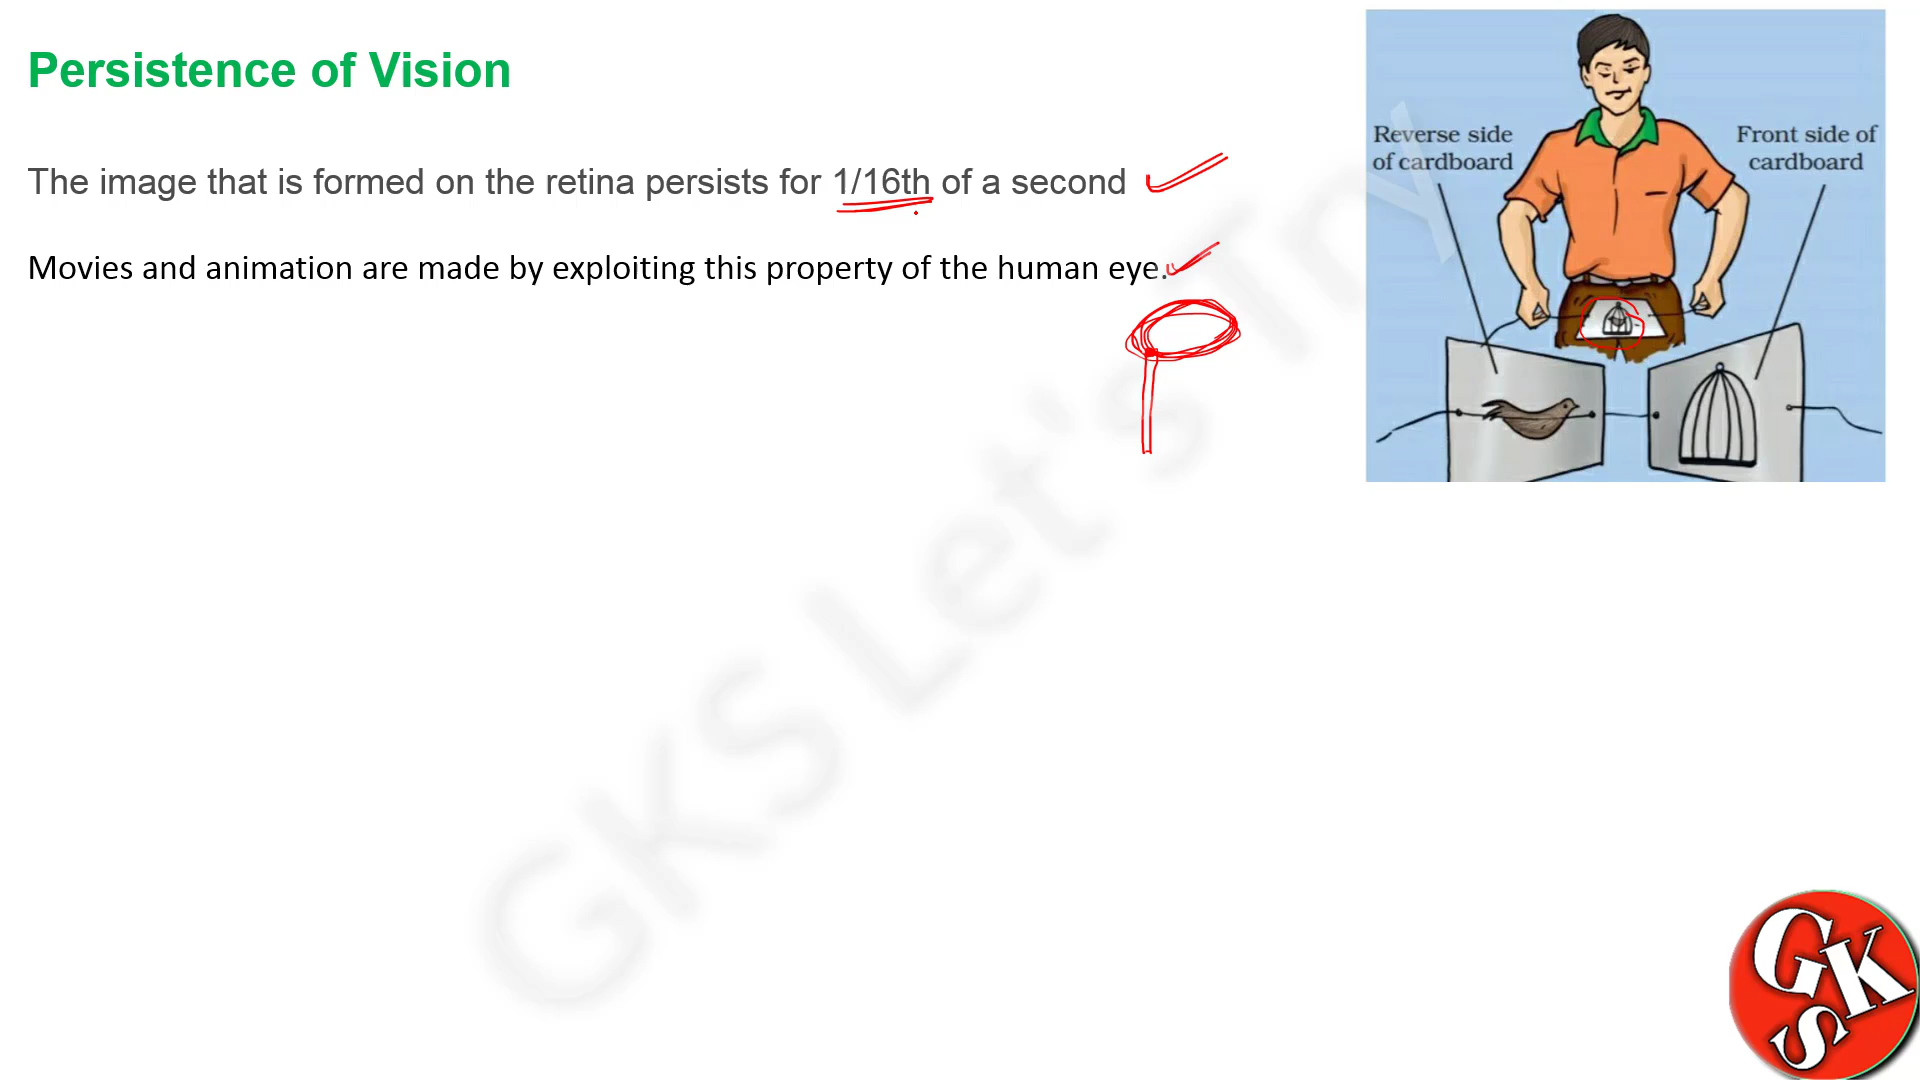 Persistence of Vision
The image that is formed on the retina persists for 1/16th of a second
Movies and animation are made by exploiting this property of the human eye.
Reverse side
of cardboard
Front side of
cardboard
GKS Let's Try
GKS